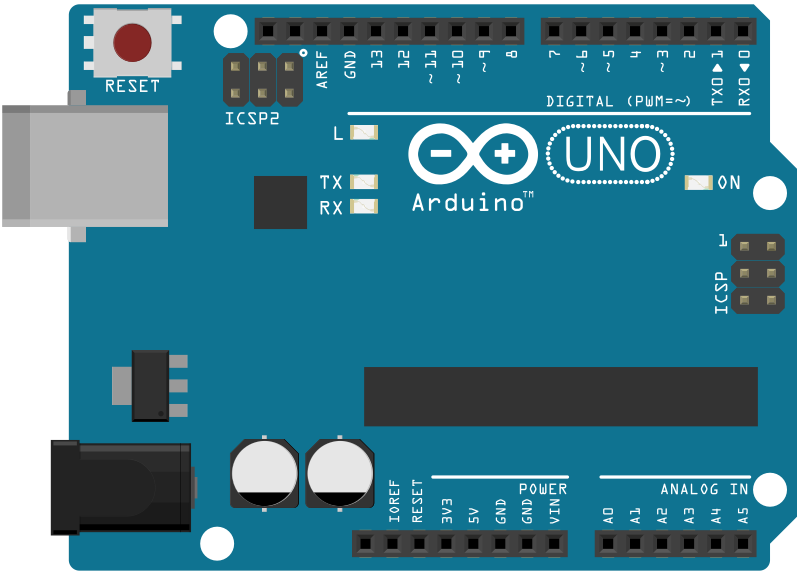 RESET
ICSP2
AREF
GND
13
12
~11
~10
~9
8
7
~6
~5
4
~3
2
TX0▶1
RX0◀0
DIGITAL (PWM=~)
L
TX
RX
UNO
Arduino™
ON
1
ICSP
POWER
ANALOG IN
IOREF
RESET
3V3
5V
GND
GND
VIN
A0
A1
A2
A3
A4
A5